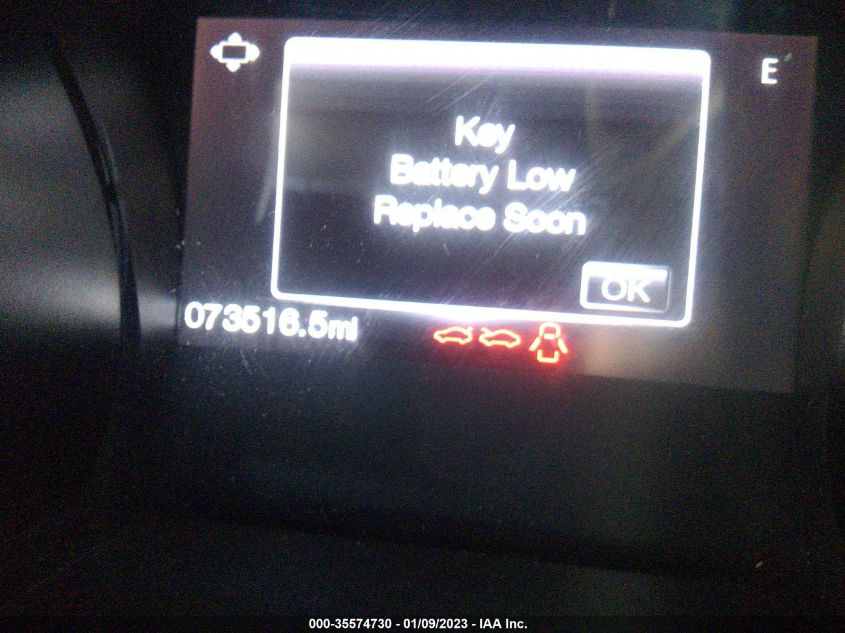 E
Key
Battery Low
Replace Soon
OK
073516.5mi
000-35574730 - 01/09/2023 - IAA Inc.